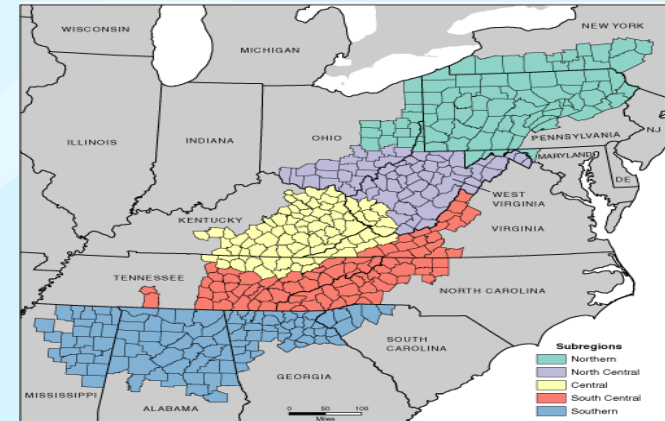 WISCONSIN
MICHIGAN
NEW YORK
ILLINOIS
INDIANA
OHIO
PENNSYLVANIA
NJ
MARYLAND
DE
WEST
VIRGINIA
KENTUCKY
VIRGINIA
TENNESSEE
NORTH CAROLINA
SOUTH
CAROLINA
GEORGIA
MISSISSIPPI
ALABAMA
0 50 100
Miles
Subregions
Northern
North Central
Central
South Central
Southern